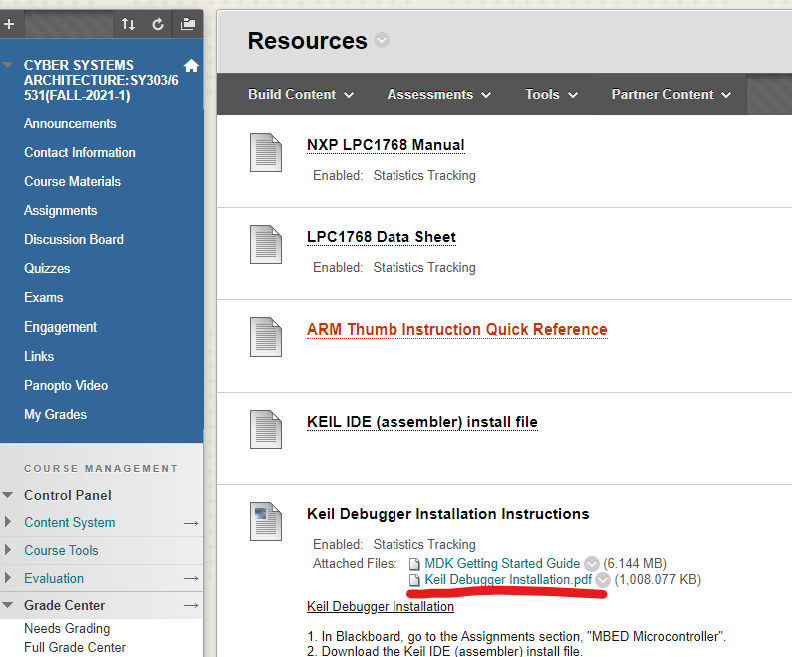 CYBER SYSTEMS
ARCHITECTURE:SY303/6
531(FALL-2021-1)
Announcements
Contact Information
Course Materials
Assignments
Discussion Board
Quizzes
Exams
Engagement
Links
Panopto Video
My Grades
COURSE MANAGEMENT
Control Panel
Content System
Course Tools
Evaluation
Grade Center
Needs Grading
Full Grade Center
Resources
Build Content Assessments Tools Partner Content
NXP LPC1768 Manual
Enabled: Statistics Tracking
LPC1768 Data Sheet
Enabled: Statistics Tracking
ARM Thumb Instruction Quick Reference
KEIL IDE (assembler) install file
Keil Debugger Installation Instructions
Enabled: Statistics Tracking
Attached Files: MDK Getting Started Guide (6.144 MB)
Keil Debugger Installation.pdf (1,008.077 KB)
Keil Debugger Installation
1. In Blackboard, go to the Assignments section, "MBED Microcontroller".
2. Download the Keil IDE (assembler) install file.